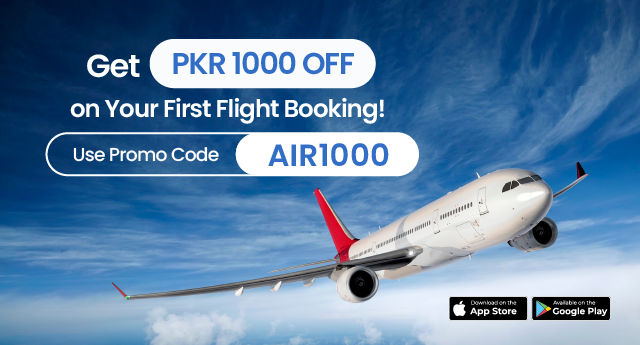 Get PKR 1000 OFF
on Your First Flight Booking!
Use Promo Code AIR1000
Download on the
App Store
Available on the
Google Play